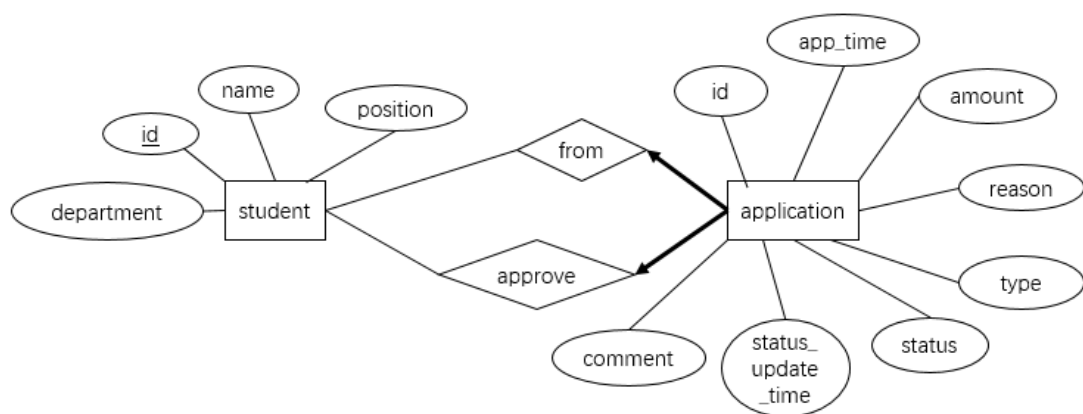 app_time
name
id
amount
position
id
from
reason
department
student
application
approve
type
status
comment
status_
update
_time